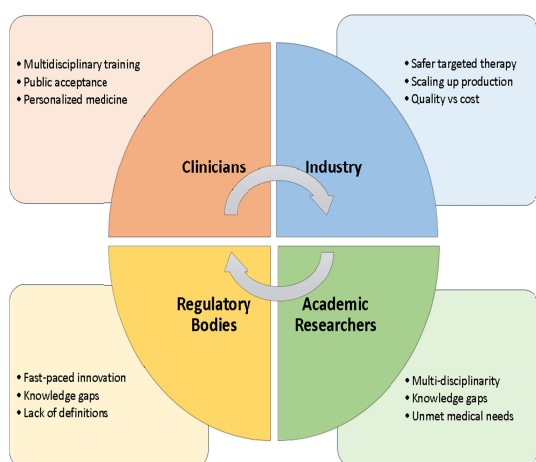 • Multidisciplinary training
• Public acceptance
• Personalized medicine
• Safer targeted therapy
• Scaling up production
• Quality vs cost
Clinicians
Industry
Regulatory
Bodies
Academic
Researchers
• Fast-paced innovation
• Knowledge gaps
• Lack of definitions
• Multi-disciplinarity
• Knowledge gaps
• Unmet medical needs